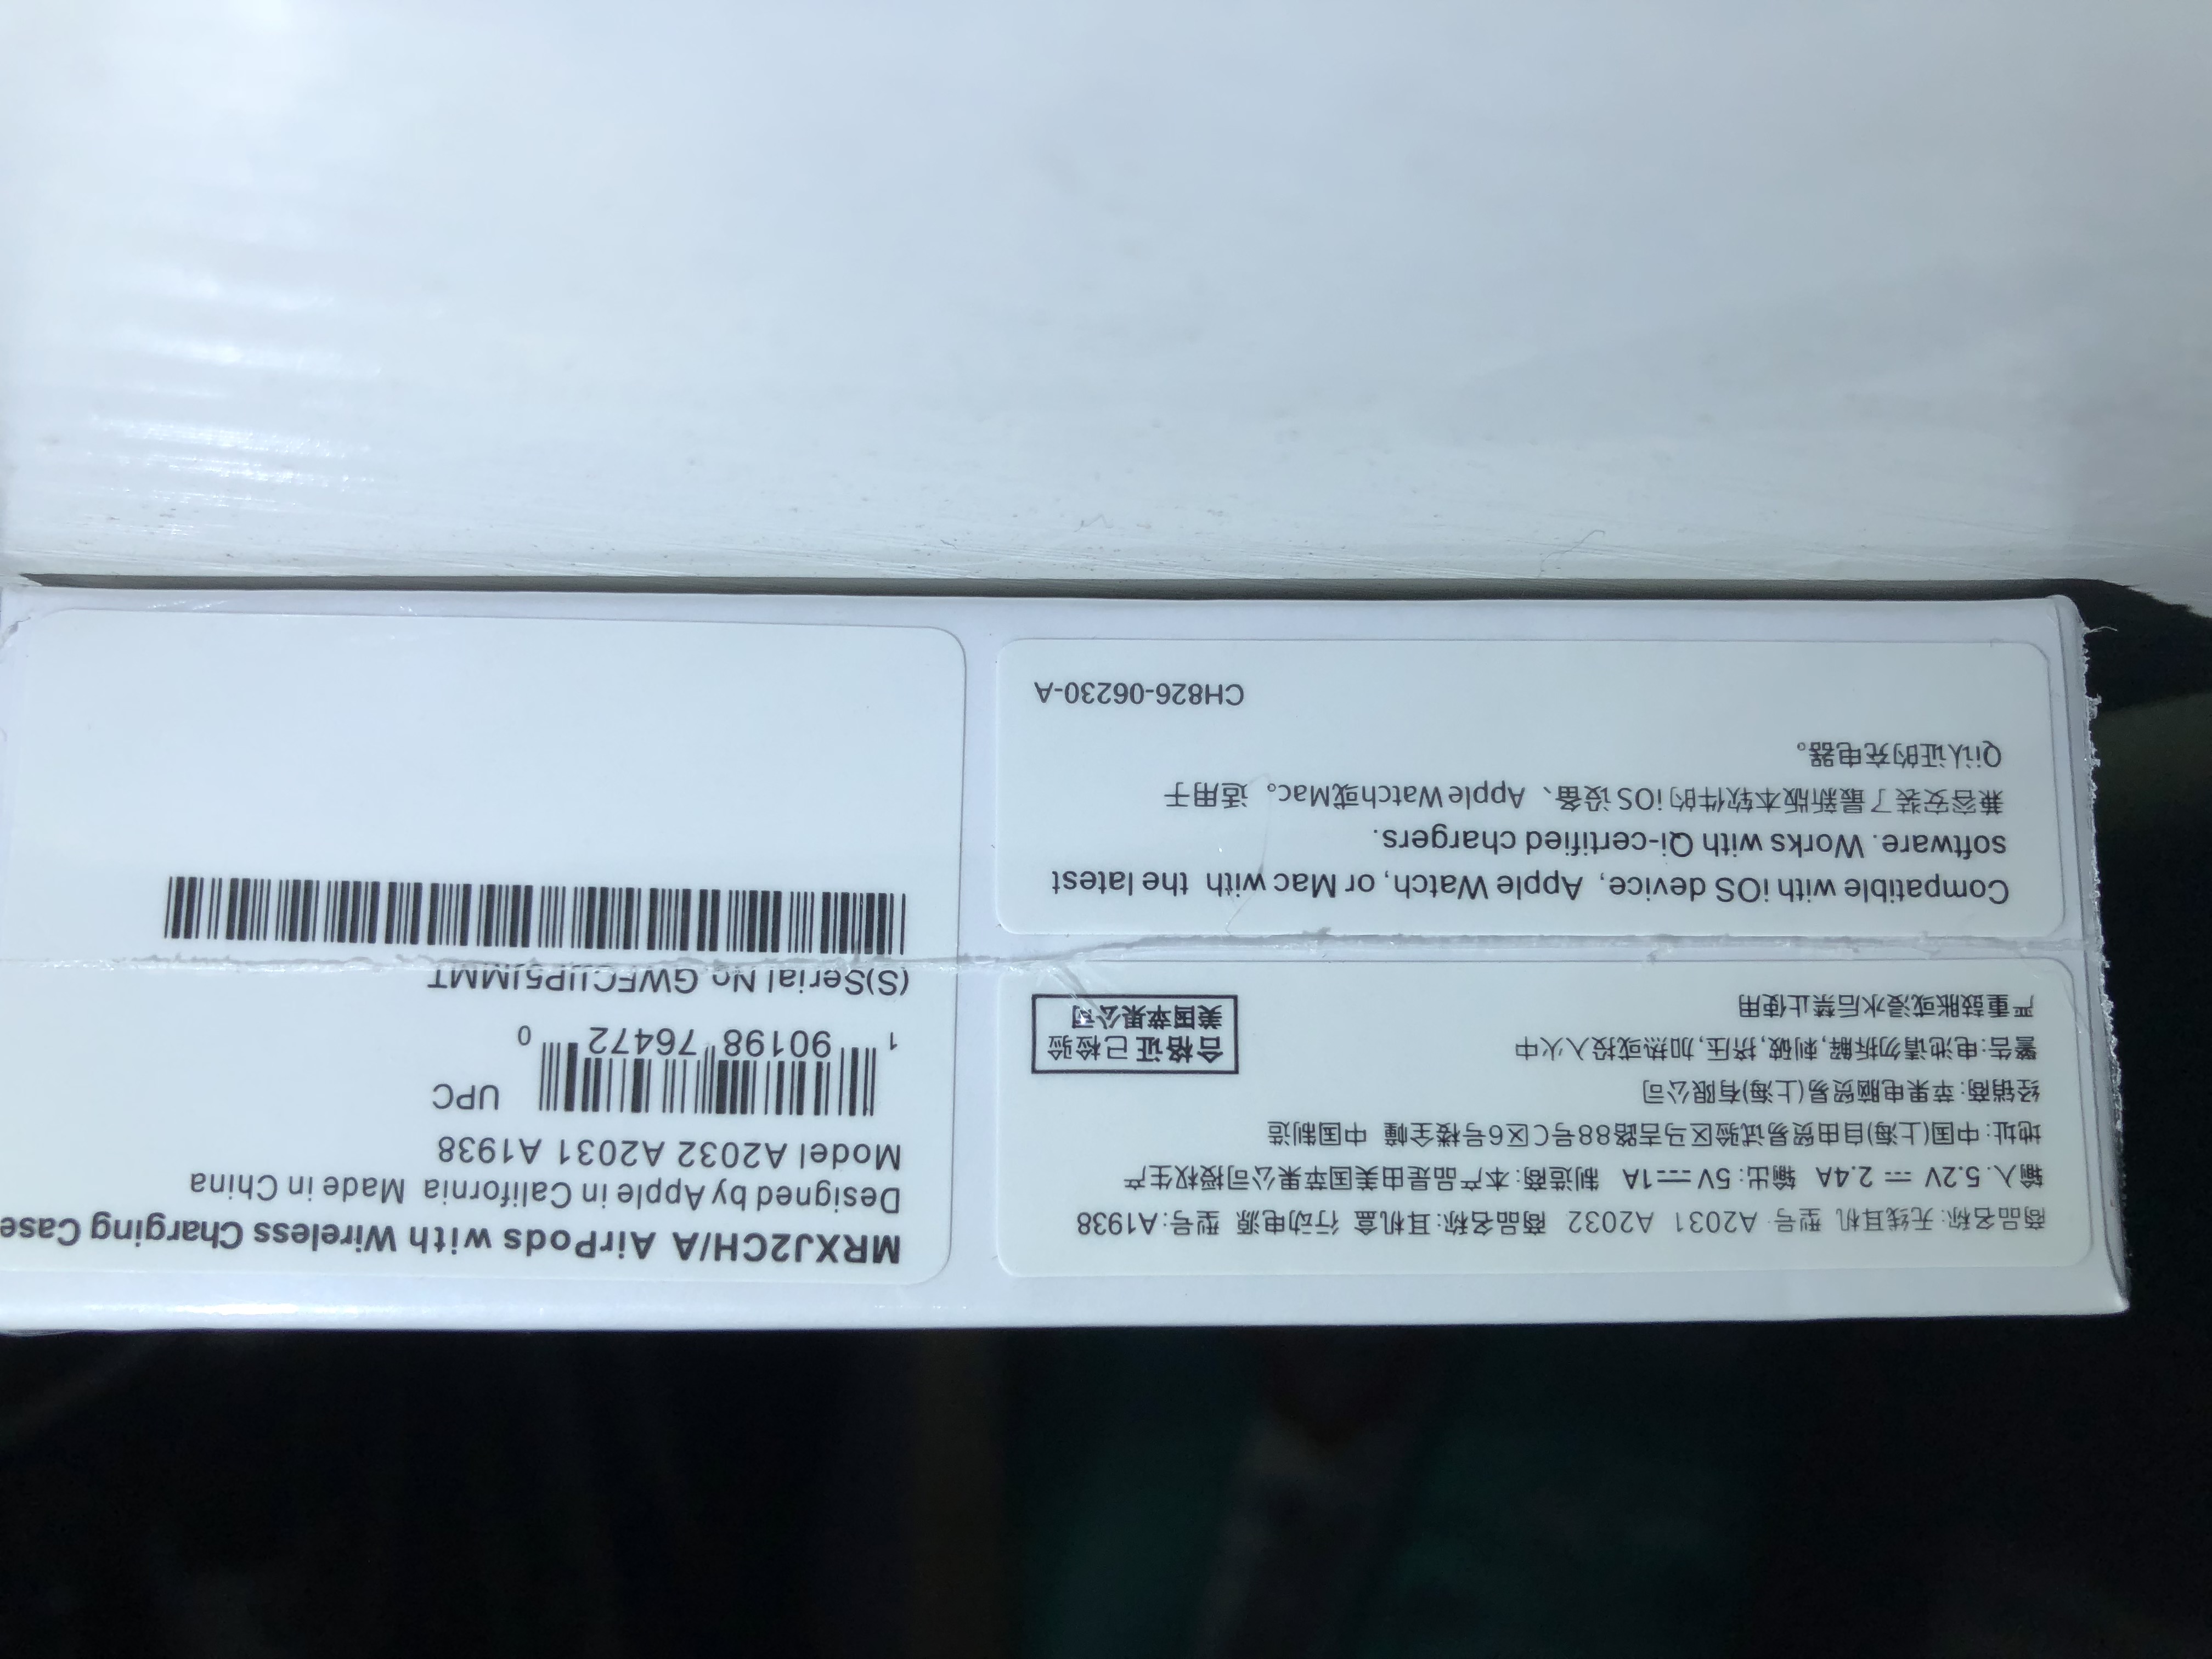 商品名称:无线耳机 型号 A2031 A2032 商品名称:耳机盒 行动电源 型号:A1938
输入:5.2V ⎓ 2.4A 输出:5V⎓1A 制造商:本产品是由美国苹果公司授权生产
地址:中国(上海)自由贸易试验区马吉路88号C区6号楼全幢 中国制造
经销商:苹果电脑贸易(上海)有限公司
警告:电池请勿拆解,刺破,挤压,加热或投入火中
严重鼓胀或浸水后禁止使用
合格证已检验
美国苹果公司
Compatible with iOS device, Apple Watch, or Mac with the latest
software. Works with Qi-certified chargers.
兼容安装了最新版本软件的 iOS 设备、Apple Watch或Mac。适用于
Qi认证的充电器。
CH826-06230-A
MRXJ2CH/A AirPods with Wireless Charging Case
Designed by Apple in California Made in China
Model A2032 A2031 A1938
UPC
1 90198 76472 0
(S)Serial No